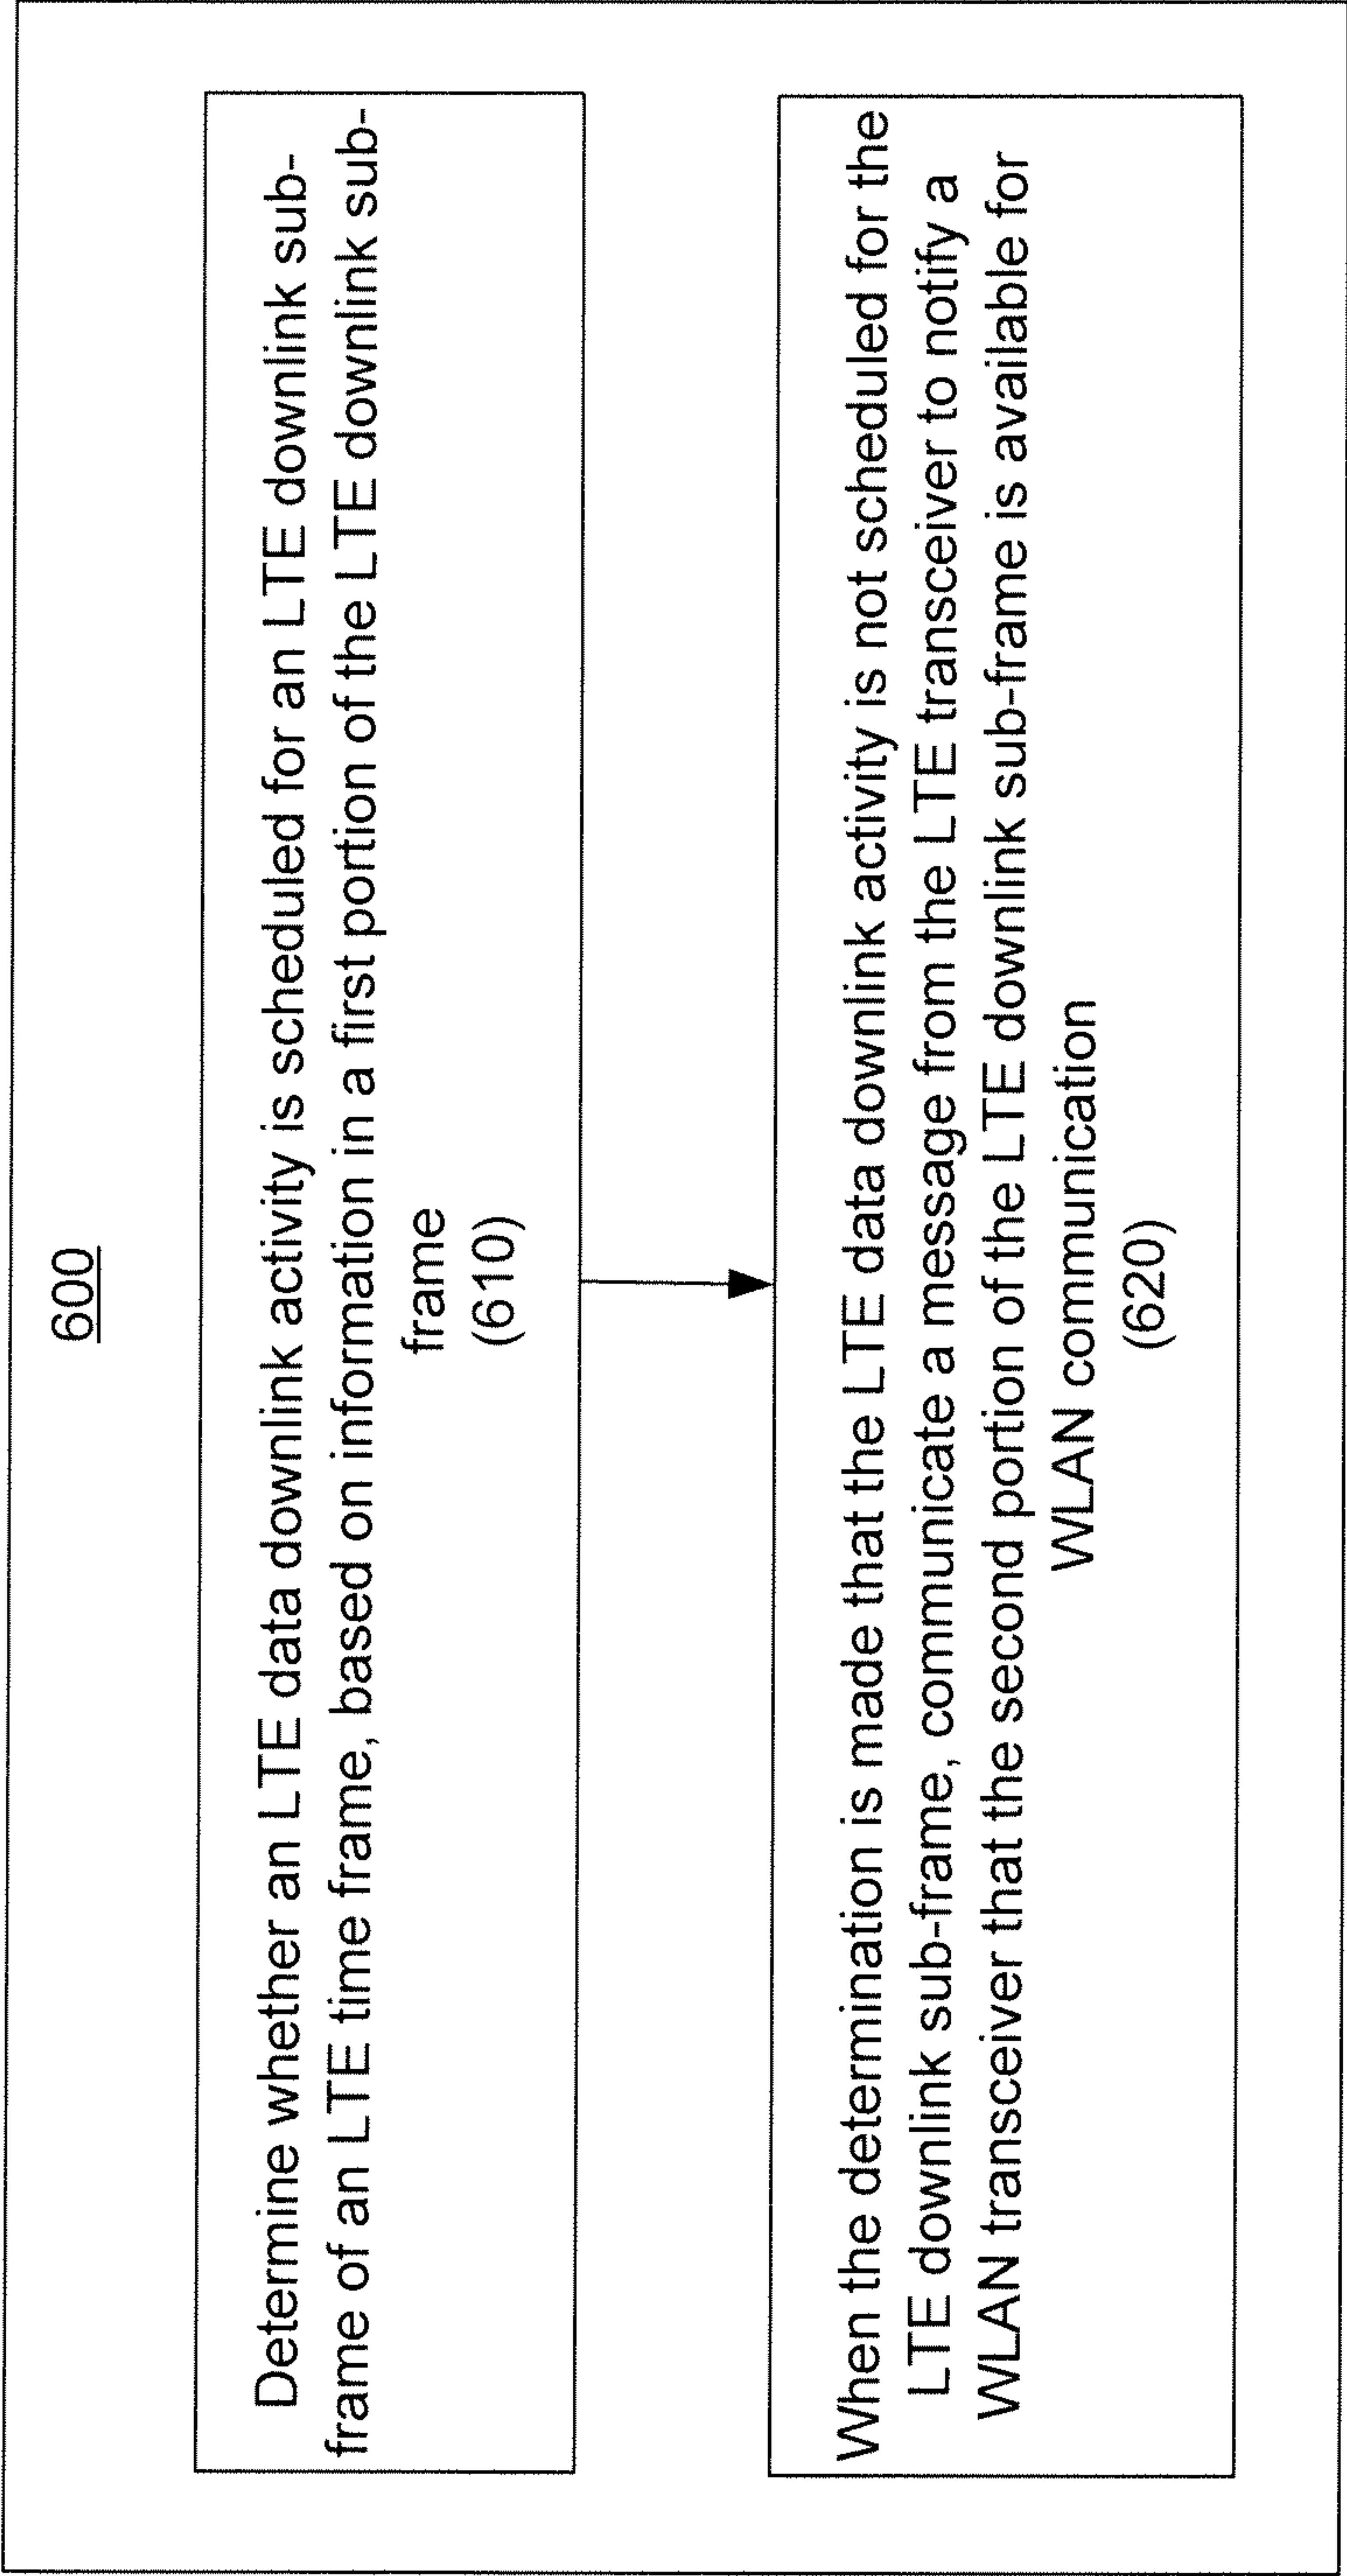 600
Determine whether an LTE data downlink activity is scheduled for an LTE downlink sub-
frame of an LTE time frame, based on information in a first portion of the LTE downlink sub-
frame
(610)
When the determination is made that the LTE data downlink activity is not scheduled for the
LTE downlink sub-frame, communicate a message from the LTE transceiver to notify a
WLAN transceiver that the second portion of the LTE downlink sub-frame is available for
WLAN communication
(620)